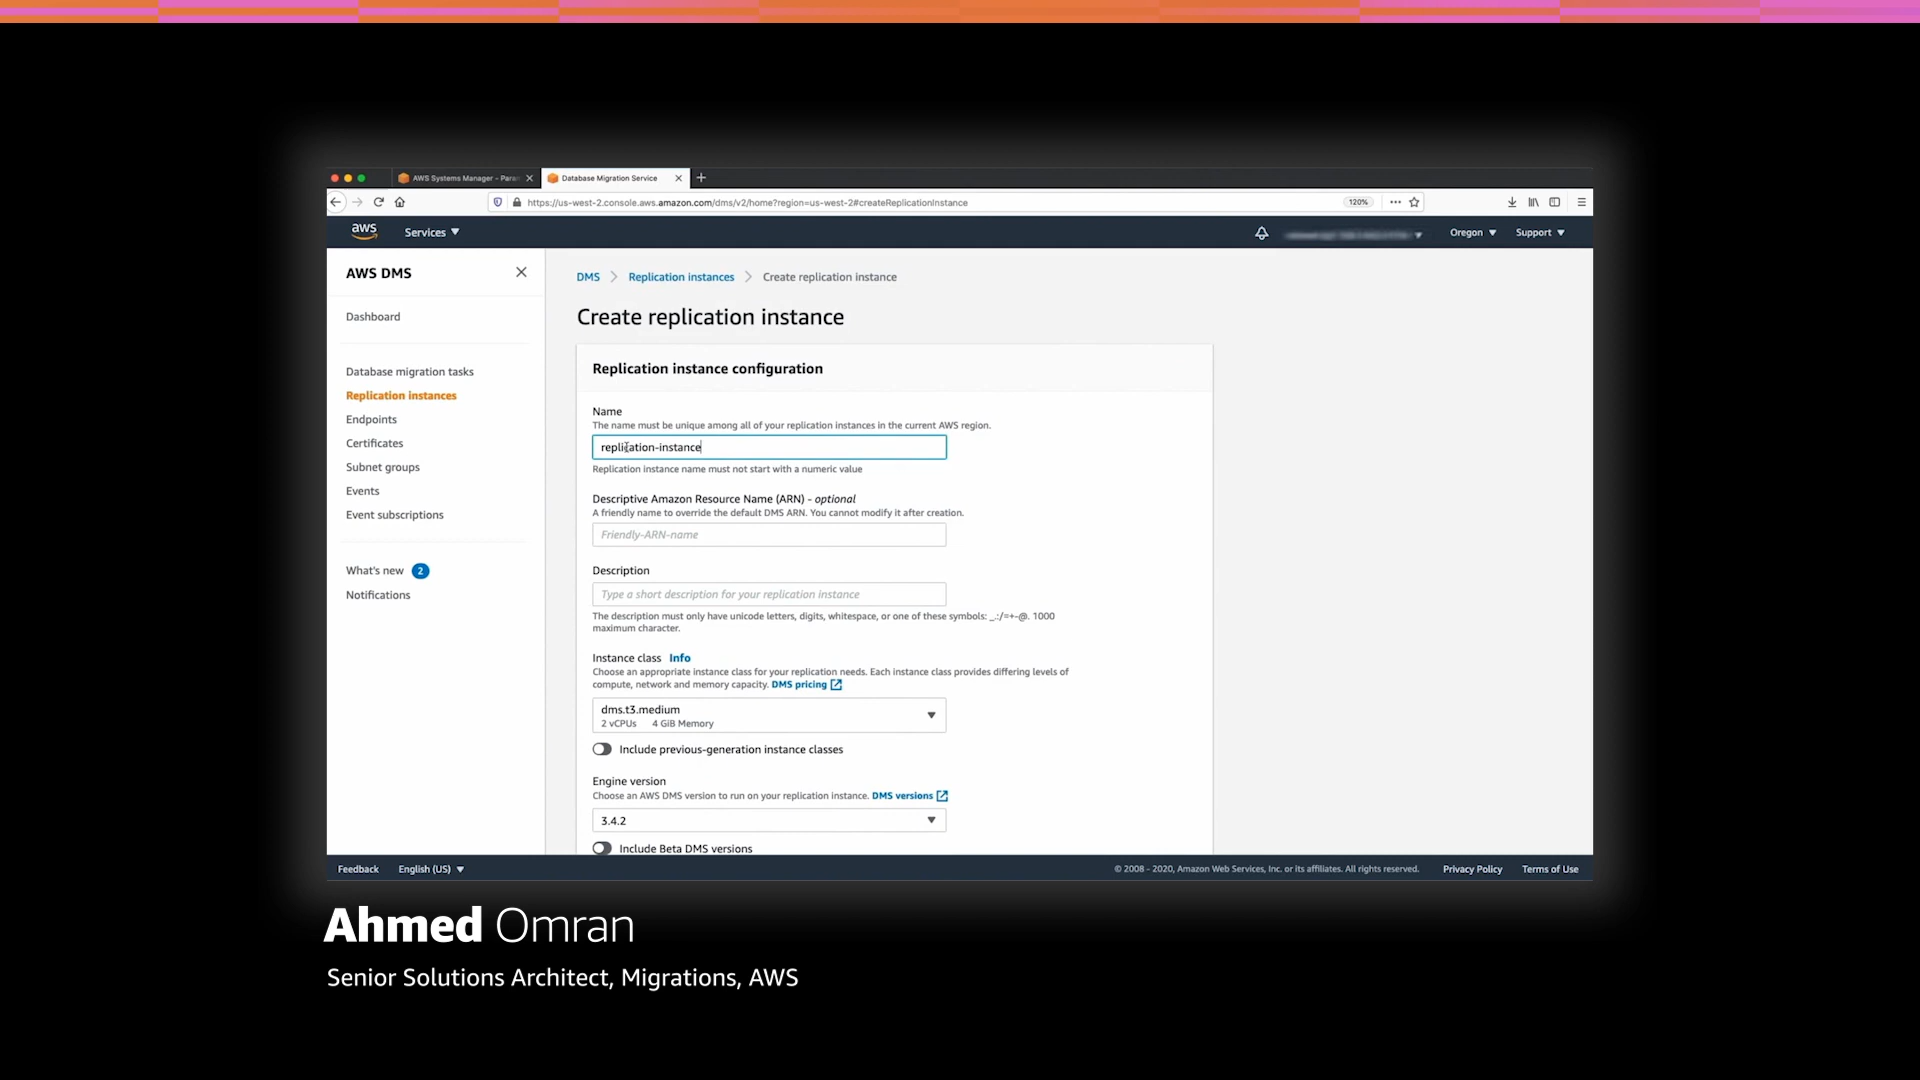 AWS Systems Manager - Param
Database Migration Service
https://us-west-2.console.aws.amazon.com/dms/v2/home?region=us-west-2#createReplicationInstance
120%
aws
Services
Oregon
Support
AWS DMS
Dashboard
Database migration tasks
Replication instances
Endpoints
Certificates
Subnet groups
Events
Event subscriptions
What's new 2
Notifications
DMS > Replication instances > Create replication instance
Create replication instance
Replication instance configuration
Name
The name must be unique among all of your replication instances in the current AWS region.
replication-instance
Replication instance name must not start with a numeric value
Descriptive Amazon Resource Name (ARN) - optional
A friendly name to override the default DMS ARN. You cannot modify it after creation.
Friendly-ARN-name
Description
Type a short description for your replication instance
The description must only have unicode letters, digits, whitespace, or one of these symbols: _.:/=+-@. 1000
maximum character.
Instance class Info
Choose an appropriate instance class for your replication needs. Each instance class provides differing levels of
compute, network and memory capacity. DMS pricing
dms.t3.medium
2 vCPUs 4 GiB Memory
Include previous-generation instance classes
Engine version
Choose an AWS DMS version to run on your replication instance. DMS versions
3.4.2
Include Beta DMS versions
Feedback
English (US)
© 2008 - 2020, Amazon Web Services, Inc. or its affiliates. All rights reserved.
Privacy Policy
Terms of Use
Ahmed Omran
Senior Solutions Architect, Migrations, AWS